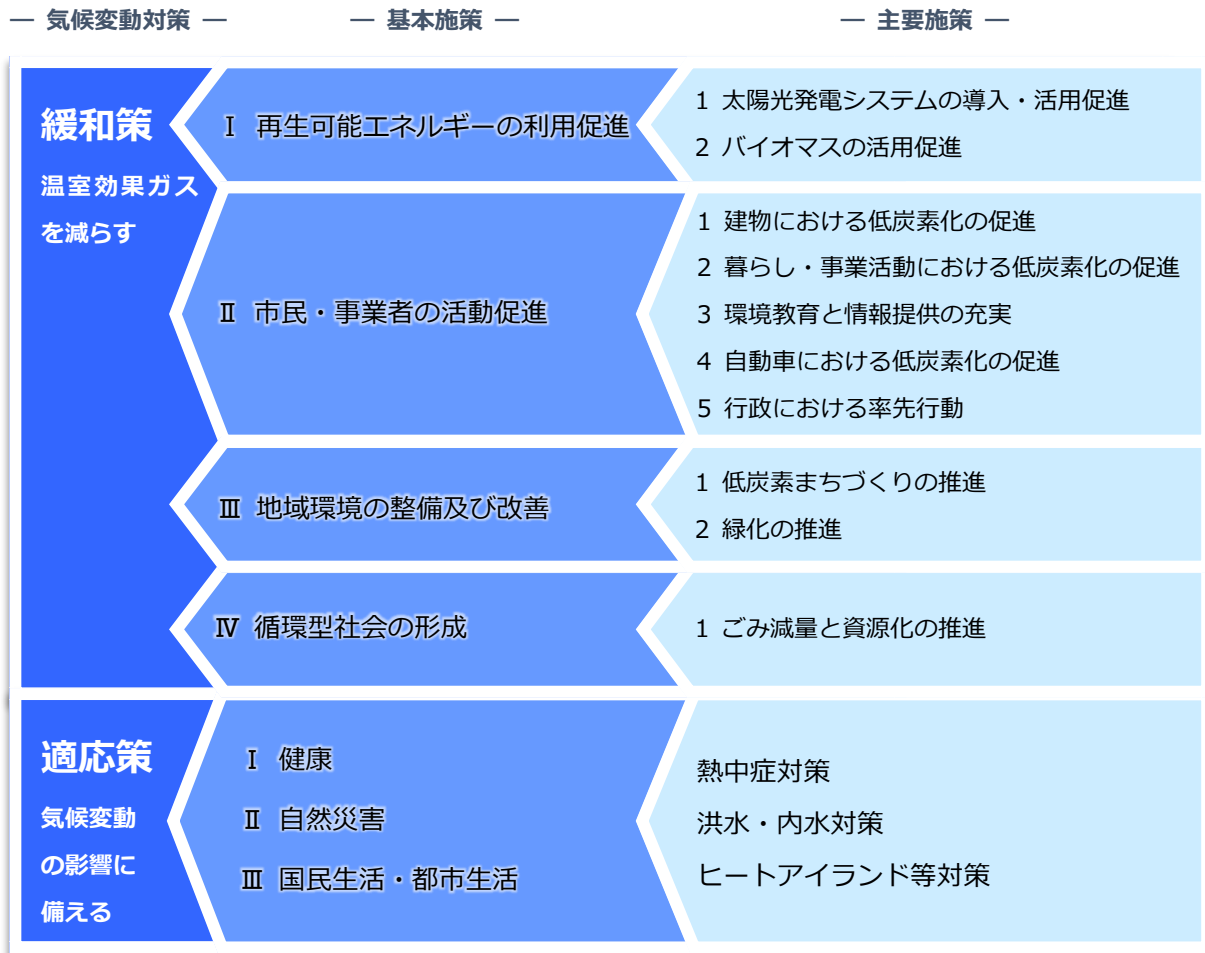 ― 気候変動対策 ― ― 基本施策 ― ― 主要施策 ―
緩和策
温室効果ガス
を減らす
Ⅰ 再生可能エネルギーの利用促進
1 太陽光発電システムの導入・活用促進
2 バイオマスの活用促進
Ⅱ 市民・事業者の活動促進
1 建物における低炭素化の促進
2 暮らし・事業活動における低炭素化の促進
3 環境教育と情報提供の充実
4 自動車における低炭素化の促進
5 行政における率先行動
Ⅲ 地域環境の整備及び改善
1 低炭素まちづくりの推進
2 緑化の推進
Ⅳ 循環型社会の形成
1 ごみ減量と資源化の推進
適応策
気候変動
の影響に
備える
Ⅰ 健康
Ⅱ 自然災害
Ⅲ 国民生活・都市生活
熱中症対策
洪水・内水対策
ヒートアイランド等対策